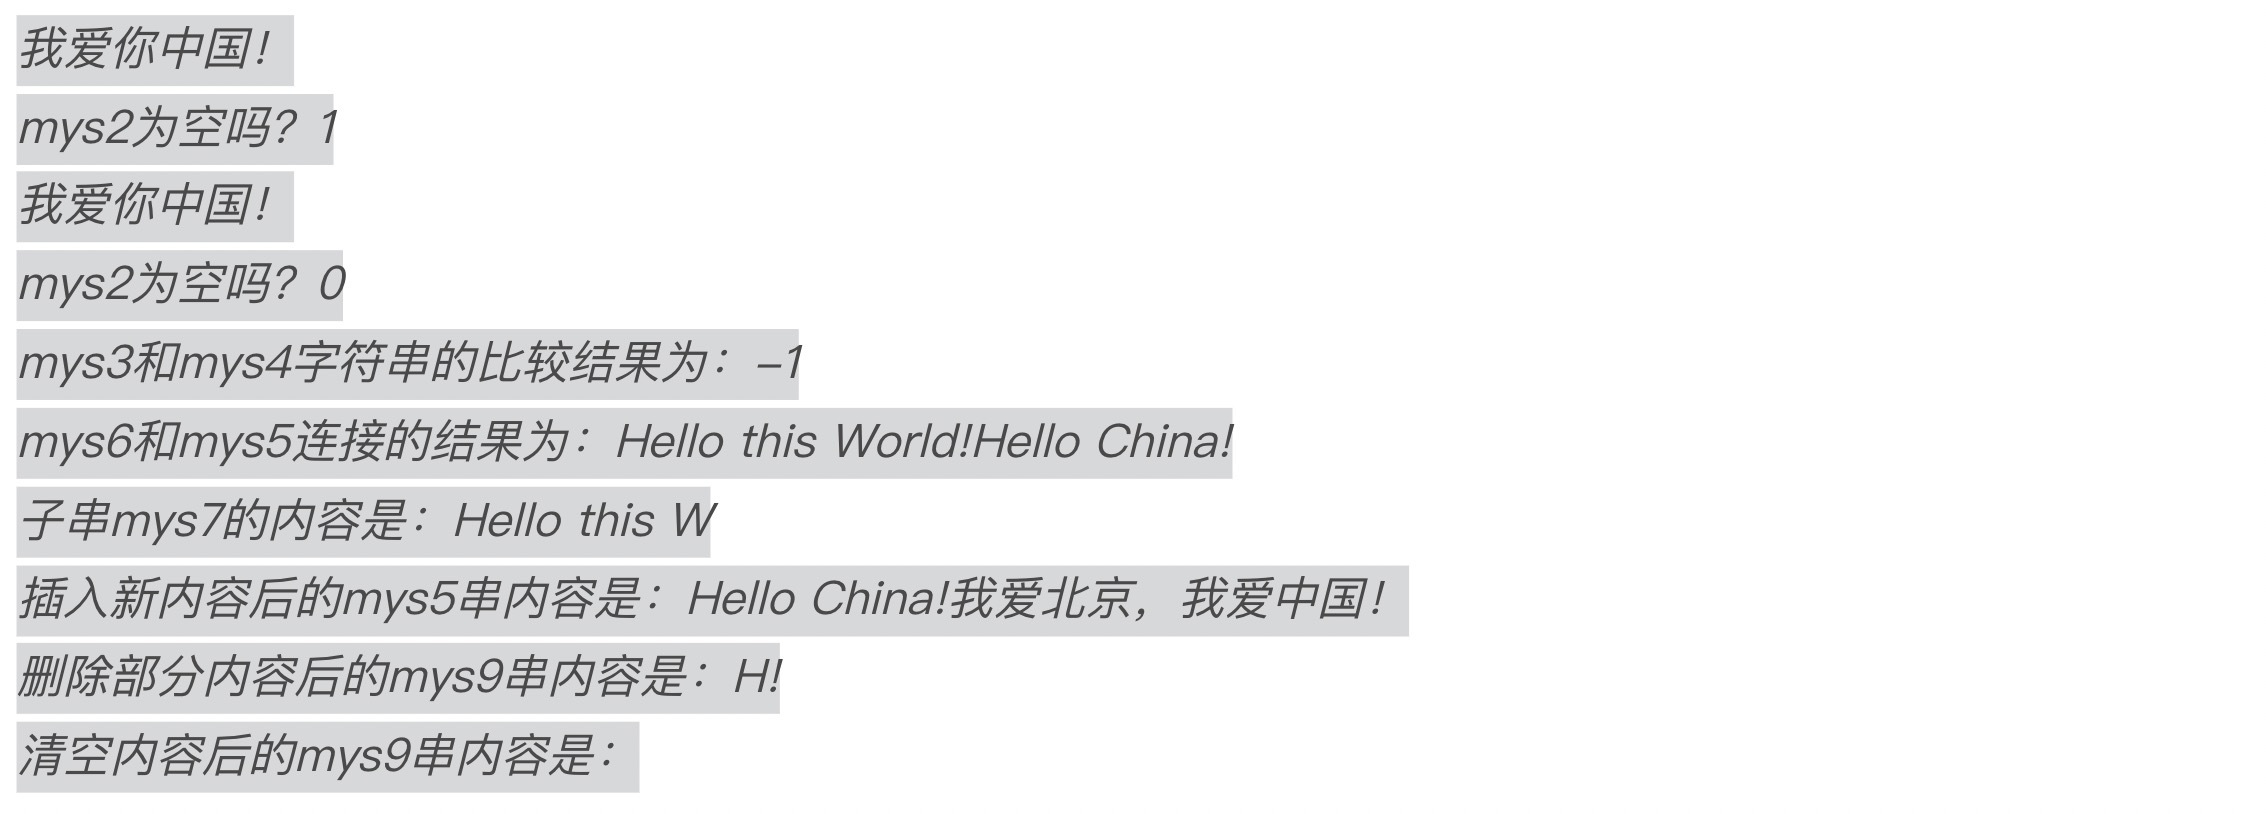 我爱你中国！
mys2为空吗？1
我爱你中国！
mys2为空吗？0
mys3和mys4字符串的比较结果为：-1
mys6和mys5连接的结果为：Hello this World!Hello China!
子串mys7的内容是：Hello this W
插入新内容后的mys5串内容是：Hello China!我爱北京，我爱中国！
删除部分内容后的mys9串内容是：H!
清空内容后的mys9串内容是：